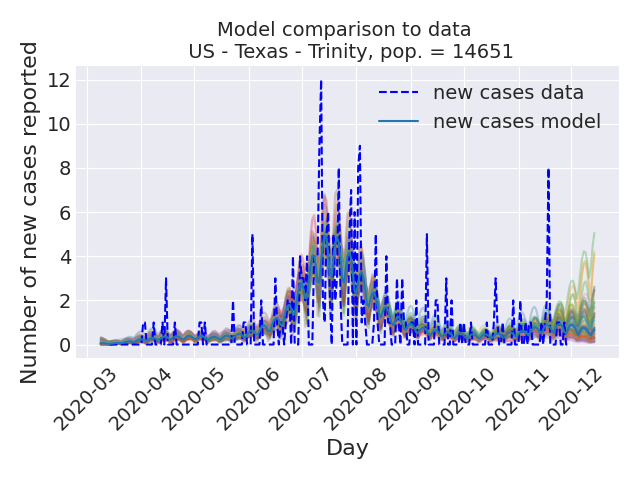 Model comparison to data
US - Texas - Trinity, pop. = 14651
Number of new cases reported
12
10
8
6
4
2
0
new cases data
new cases model
2020-03
2020-04
2020-05
2020-06
2020-07
2020-08
2020-09
2020-10
2020-11
2020-12
Day